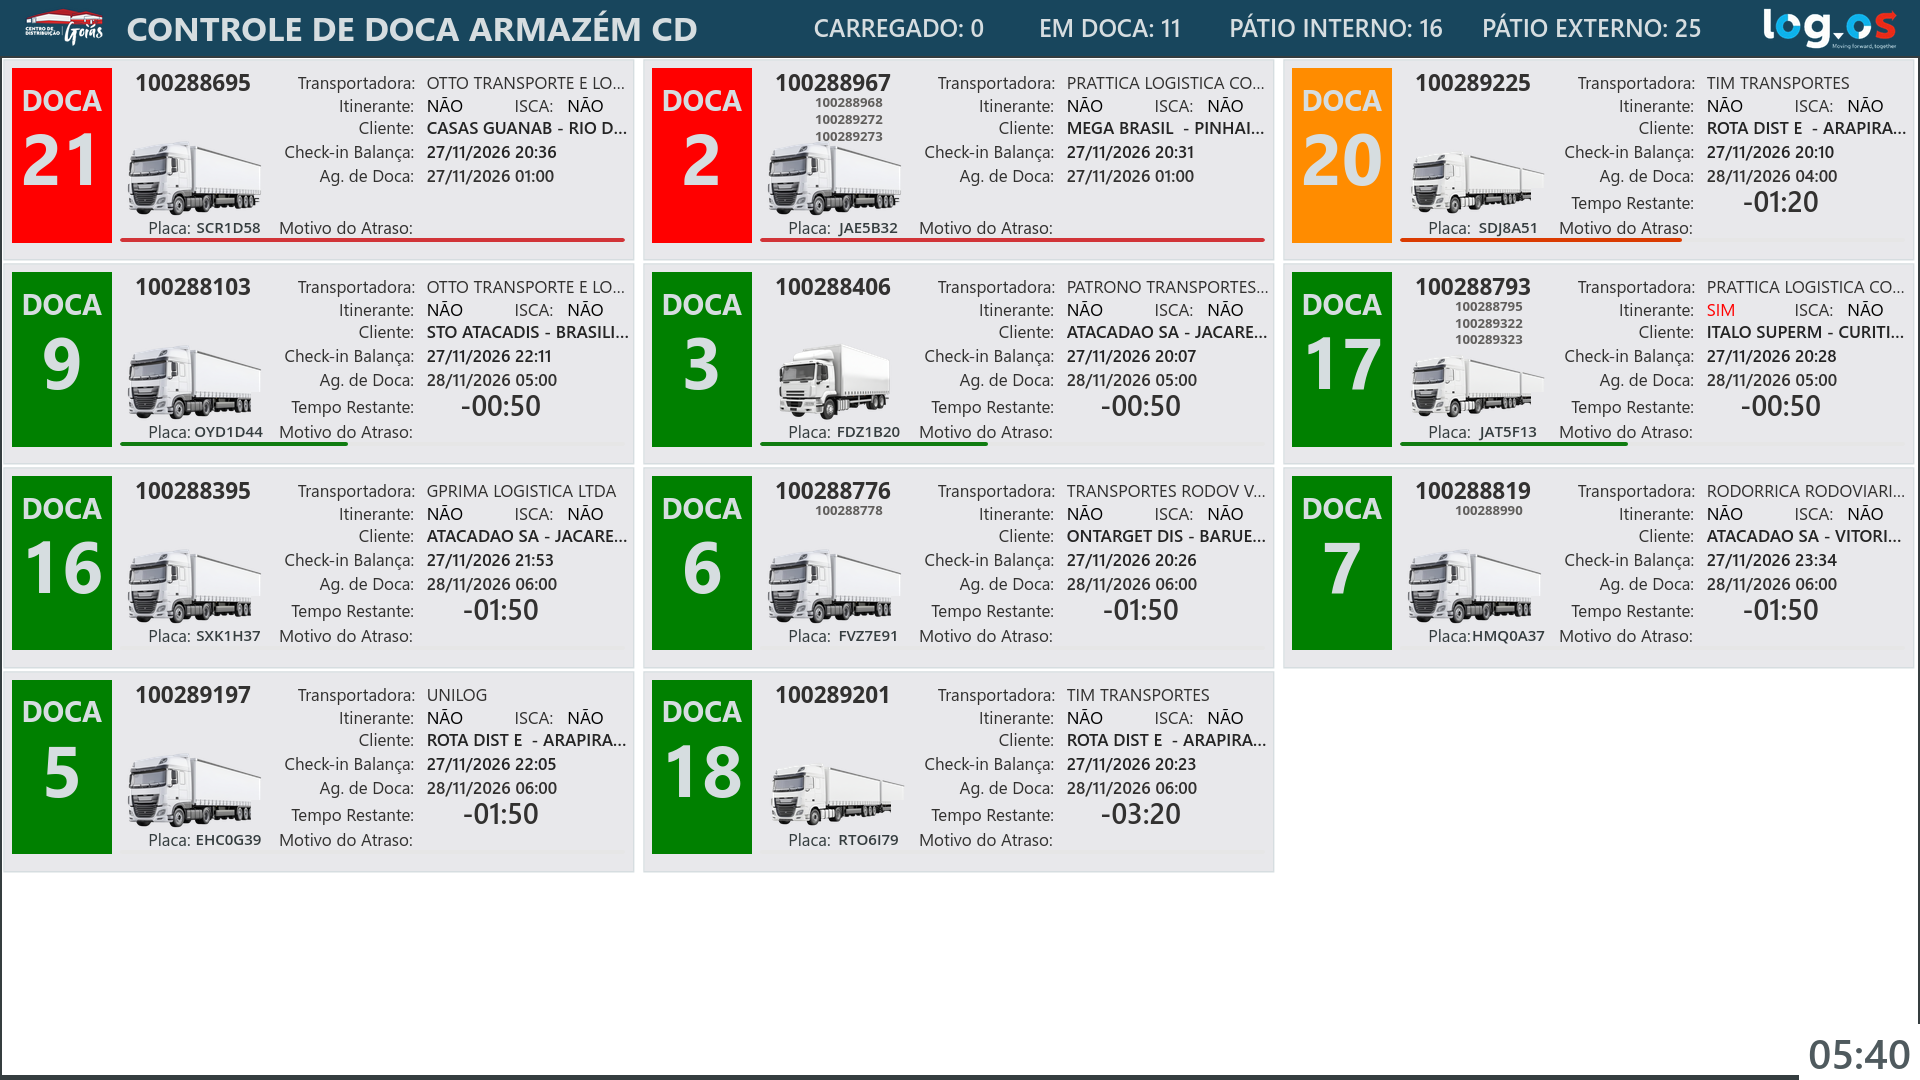 CENTRO DE DISTRIBUIÇÃO Goiás
CONTROLE DE DOCA ARMAZÉM CD
CARREGADO: 0
EM DOCA: 11
PÁTIO INTERNO: 16
PÁTIO EXTERNO: 25
log.os
Moving forward, together
DOCA
21
100288695
Transportadora: OTTO TRANSPORTE E LO...
Itinerante: NÃO ISCA: NÃO
Cliente: CASAS GUANAB - RIO D...
Check-in Balança: 27/11/2026 20:36
Ag. de Doca: 27/11/2026 01:00
Placa: SCR1D58 Motivo do Atraso:
DOCA
2
100288967
100288968
100289272
100289273
Transportadora: PRATTICA LOGISTICA CO...
Itinerante: NÃO ISCA: NÃO
Cliente: MEGA BRASIL - PINHAI...
Check-in Balança: 27/11/2026 20:31
Ag. de Doca: 27/11/2026 01:00
Placa: JAE5B32 Motivo do Atraso:
DOCA
20
100289225
Transportadora: TIM TRANSPORTES
Itinerante: NÃO ISCA: NÃO
Cliente: ROTA DIST E - ARAPIRA...
Check-in Balança: 27/11/2026 20:10
Ag. de Doca: 28/11/2026 04:00
Tempo Restante: -01:20
Placa: SDJ8A51 Motivo do Atraso:
DOCA
9
100288103
Transportadora: OTTO TRANSPORTE E LO...
Itinerante: NÃO ISCA: NÃO
Cliente: STO ATACADIS - BRASILI...
Check-in Balança: 27/11/2026 22:11
Ag. de Doca: 28/11/2026 05:00
Tempo Restante: -00:50
Placa: OYD1D44 Motivo do Atraso:
DOCA
3
100288406
Transportadora: PATRONO TRANSPORTES...
Itinerante: NÃO ISCA: NÃO
Cliente: ATACADAO SA - JACARE...
Check-in Balança: 27/11/2026 20:07
Ag. de Doca: 28/11/2026 05:00
Tempo Restante: -00:50
Placa: FDZ1B20 Motivo do Atraso:
DOCA
17
100288793
100288795
100289322
100289323
Transportadora: PRATTICA LOGISTICA CO...
Itinerante: SIM ISCA: NÃO
Cliente: ITALO SUPERM - CURITI...
Check-in Balança: 27/11/2026 20:28
Ag. de Doca: 28/11/2026 05:00
Tempo Restante: -00:50
Placa: JAT5F13 Motivo do Atraso:
DOCA
16
100288395
Transportadora: GPRIMA LOGISTICA LTDA
Itinerante: NÃO ISCA: NÃO
Cliente: ATACADAO SA - JACARE...
Check-in Balança: 27/11/2026 21:53
Ag. de Doca: 28/11/2026 06:00
Tempo Restante: -01:50
Placa: SXK1H37 Motivo do Atraso:
DOCA
6
100288776
100288778
Transportadora: TRANSPORTES RODOV V...
Itinerante: NÃO ISCA: NÃO
Cliente: ONTARGET DIS - BARUE...
Check-in Balança: 27/11/2026 20:26
Ag. de Doca: 28/11/2026 06:00
Tempo Restante: -01:50
Placa: FVZ7E91 Motivo do Atraso:
DOCA
7
100288819
100288990
Transportadora: RODORRICA RODOVIARI...
Itinerante: NÃO ISCA: NÃO
Cliente: ATACADAO SA - VITORI...
Check-in Balança: 27/11/2026 23:34
Ag. de Doca: 28/11/2026 06:00
Tempo Restante: -01:50
Placa: HMQ0A37 Motivo do Atraso:
DOCA
5
100289197
Transportadora: UNILOG
Itinerante: NÃO ISCA: NÃO
Cliente: ROTA DIST E - ARAPIRA...
Check-in Balança: 27/11/2026 22:05
Ag. de Doca: 28/11/2026 06:00
Tempo Restante: -01:50
Placa: EHC0G39 Motivo do Atraso:
DOCA
18
100289201
Transportadora: TIM TRANSPORTES
Itinerante: NÃO ISCA: NÃO
Cliente: ROTA DIST E - ARAPIRA...
Check-in Balança: 27/11/2026 20:23
Ag. de Doca: 28/11/2026 06:00
Tempo Restante: -03:20
Placa: RTO6I79 Motivo do Atraso:
05:40